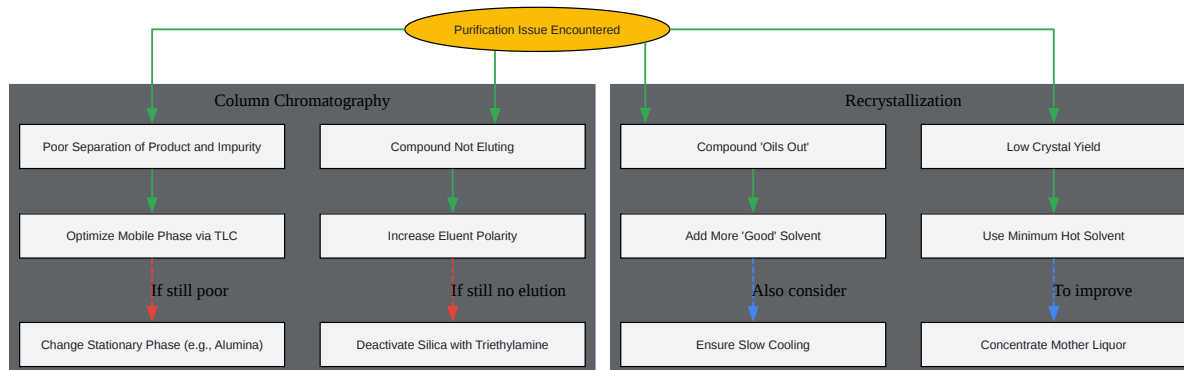 Purification Issue Encountered
Column Chromatography
Recrystallization
Poor Separation of Product and Impurity
Compound Not Eluting
Compound 'Oils Out'
Low Crystal Yield
Optimize Mobile Phase via TLC
Increase Eluent Polarity
Add More 'Good' Solvent
Use Minimum Hot Solvent
If still poor
If still no elution
Also consider
To improve
Change Stationary Phase (e.g., Alumina)
Deactivate Silica with Triethylamine
Ensure Slow Cooling
Concentrate Mother Liquor